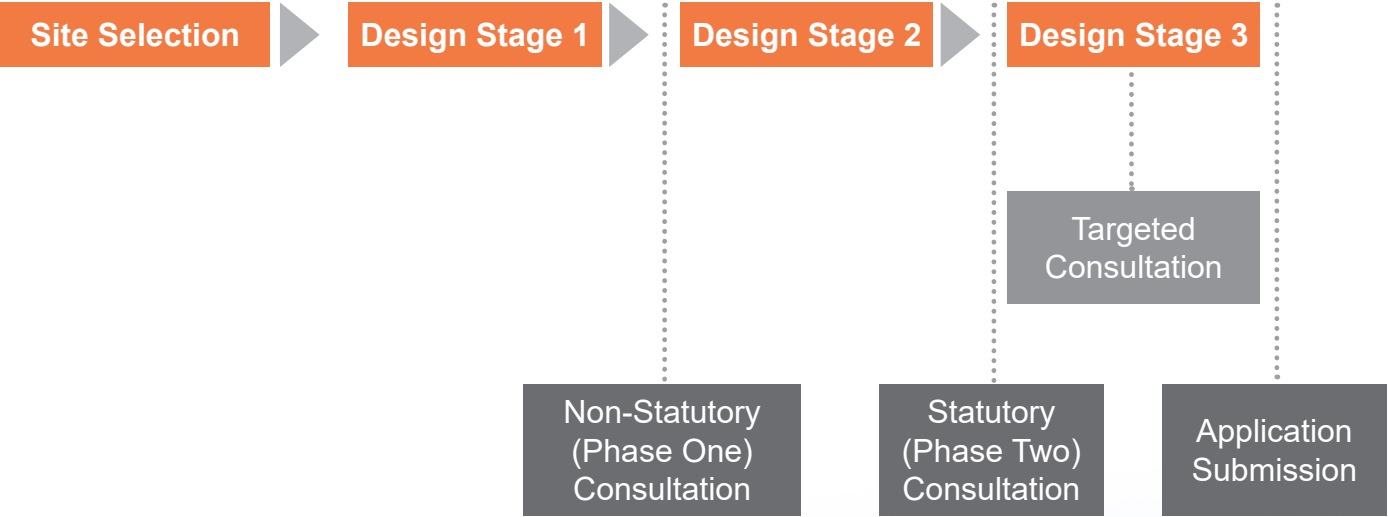 Site Selection
Design Stage 1
Design Stage 2
Design Stage 3
Targeted
Consultation
Non-Statutory
(Phase One)
Consultation
Statutory
(Phase Two)
Consultation
Application
Submission